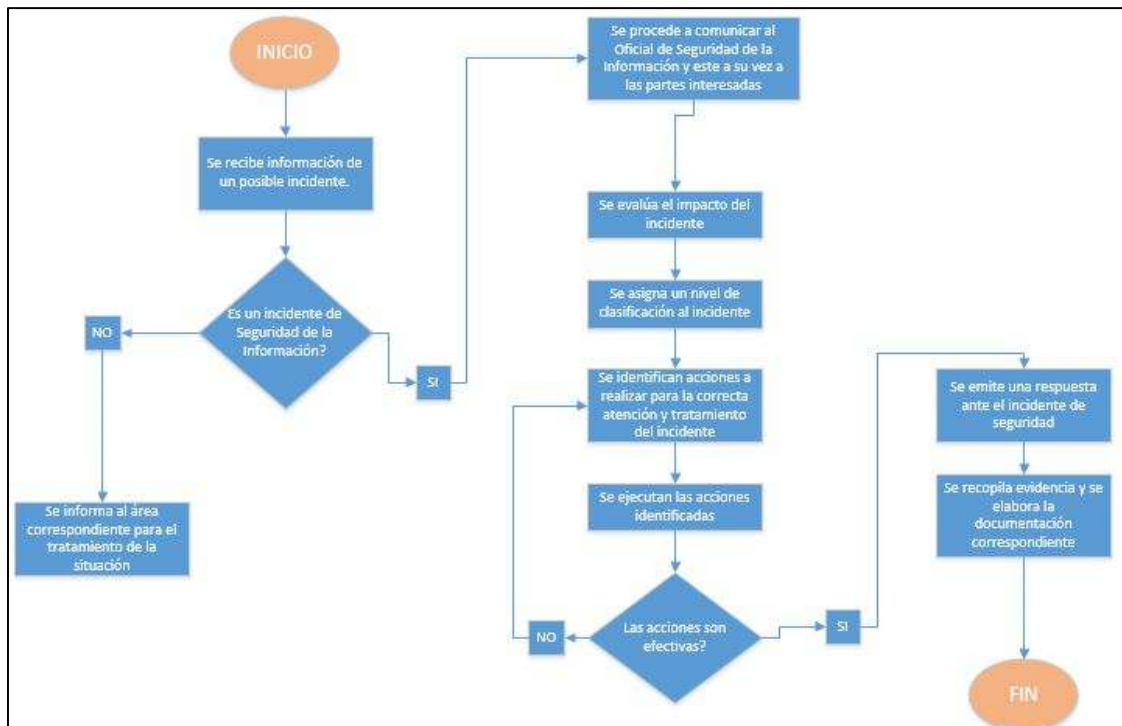 INICIO
Se recibe información de
un posible incidente.
Es un incidente de
Seguridad de la
Información?
NO
SI
Se informa al área
correspondiente para el
tratamiento de la
situación
Se procede a comunicar al
Oficial de Seguridad de la
Información y este a su vez a
las partes interesadas
Se evalúa el impacto del
incidente
Se asigna un nivel de
clasificación al incidente
Se identifican acciones a
realizar para la correcta
atención y tratamiento
del incidente
Se ejecutan las acciones
identificadas
Las acciones son
efectivas?
NO
SI
Se emite una respuesta
ante el incidente de
seguridad
Se recopila evidencia y se
elabora la
documentación
correspondiente
FIN